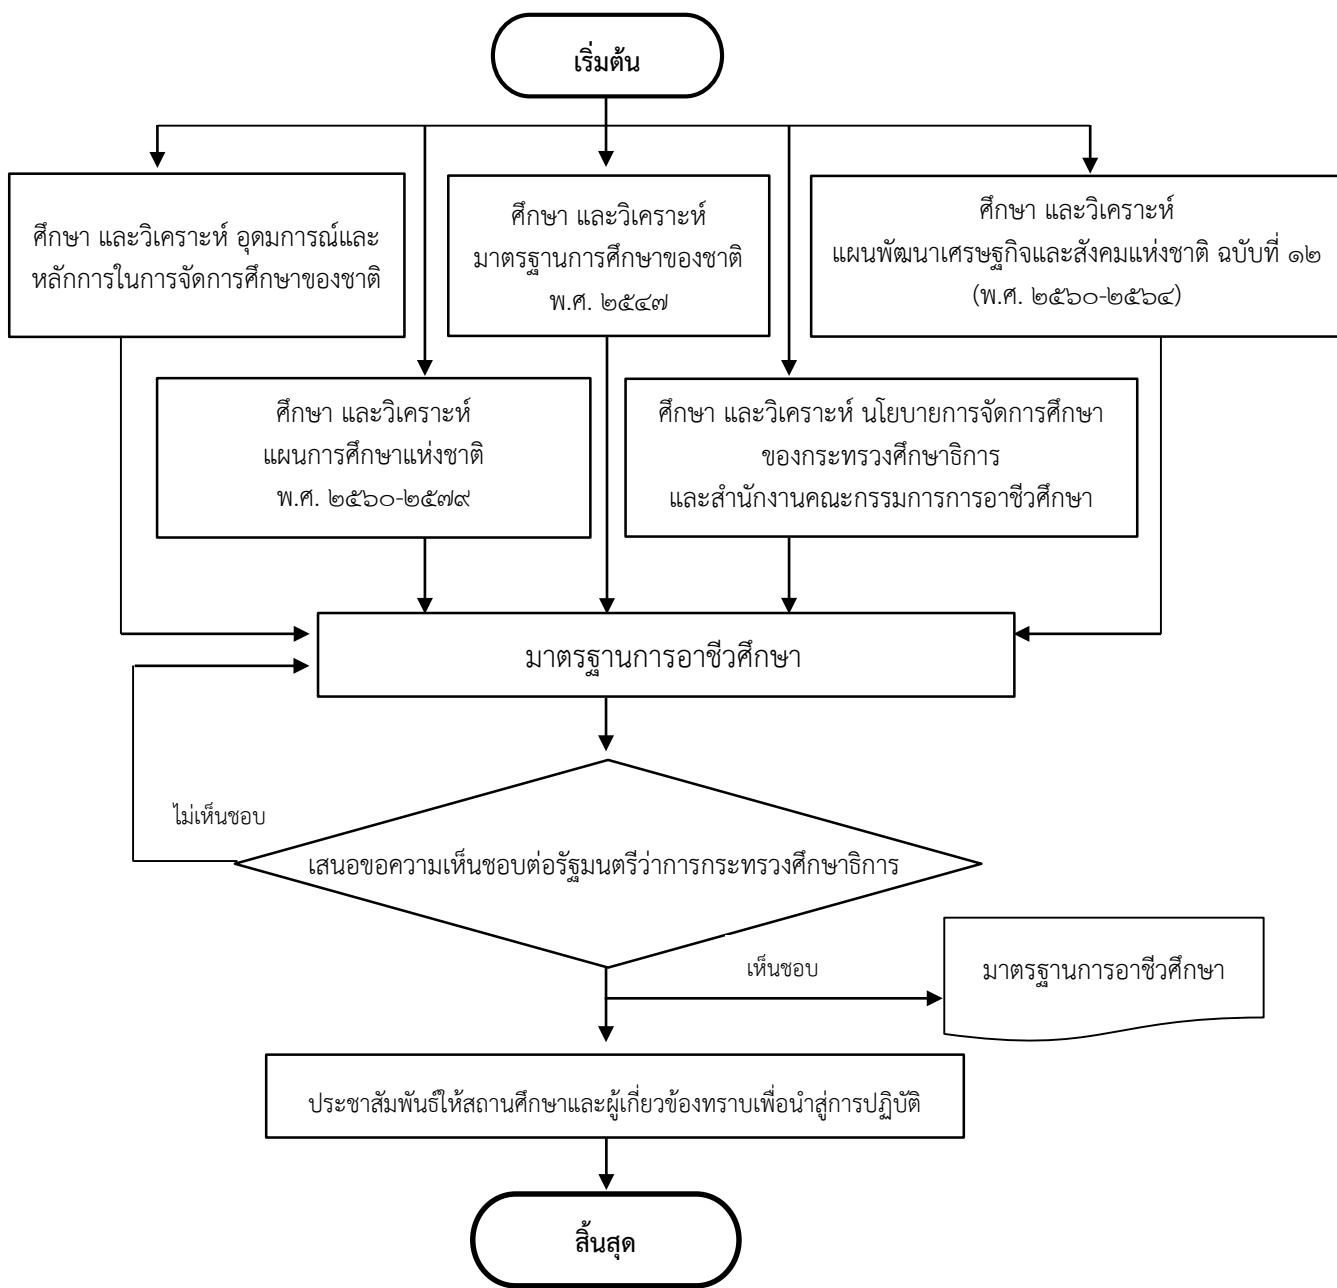 เริ่มต้น
ศึกษา และวิเคราะห์ อุดมการณ์และ
หลักการในการจัดการศึกษาของชาติ
ศึกษา และวิเคราะห์
มาตรฐานการศึกษาของชาติ
พ.ศ. ๒๕๔๗
ศึกษา และวิเคราะห์
แผนพัฒนาเศรษฐกิจและสังคมแห่งชาติ ฉบับที่ ๑๒
(พ.ศ. ๒๕๖๐-๒๕๖๔)
ศึกษา และวิเคราะห์
แผนการศึกษาแห่งชาติ
พ.ศ. ๒๕๖๐-๒๕๗๙
ศึกษา และวิเคราะห์ นโยบายการจัดการศึกษา
ของกระทรวงศึกษาธิการ
และสำนักงานคณะกรรมการการอาชีวศึกษา
มาตรฐานการอาชีวศึกษา
ไม่เห็นชอบ
เสนอขอความเห็นชอบต่อรัฐมนตรีว่าการกระทรวงศึกษาธิการ
เห็นชอบ
มาตรฐานการอาชีวศึกษา
ประชาสัมพันธ์ให้สถานศึกษาและผู้เกี่ยวข้องทราบเพื่อนำสู่การปฏิบัติ
สิ้นสุด